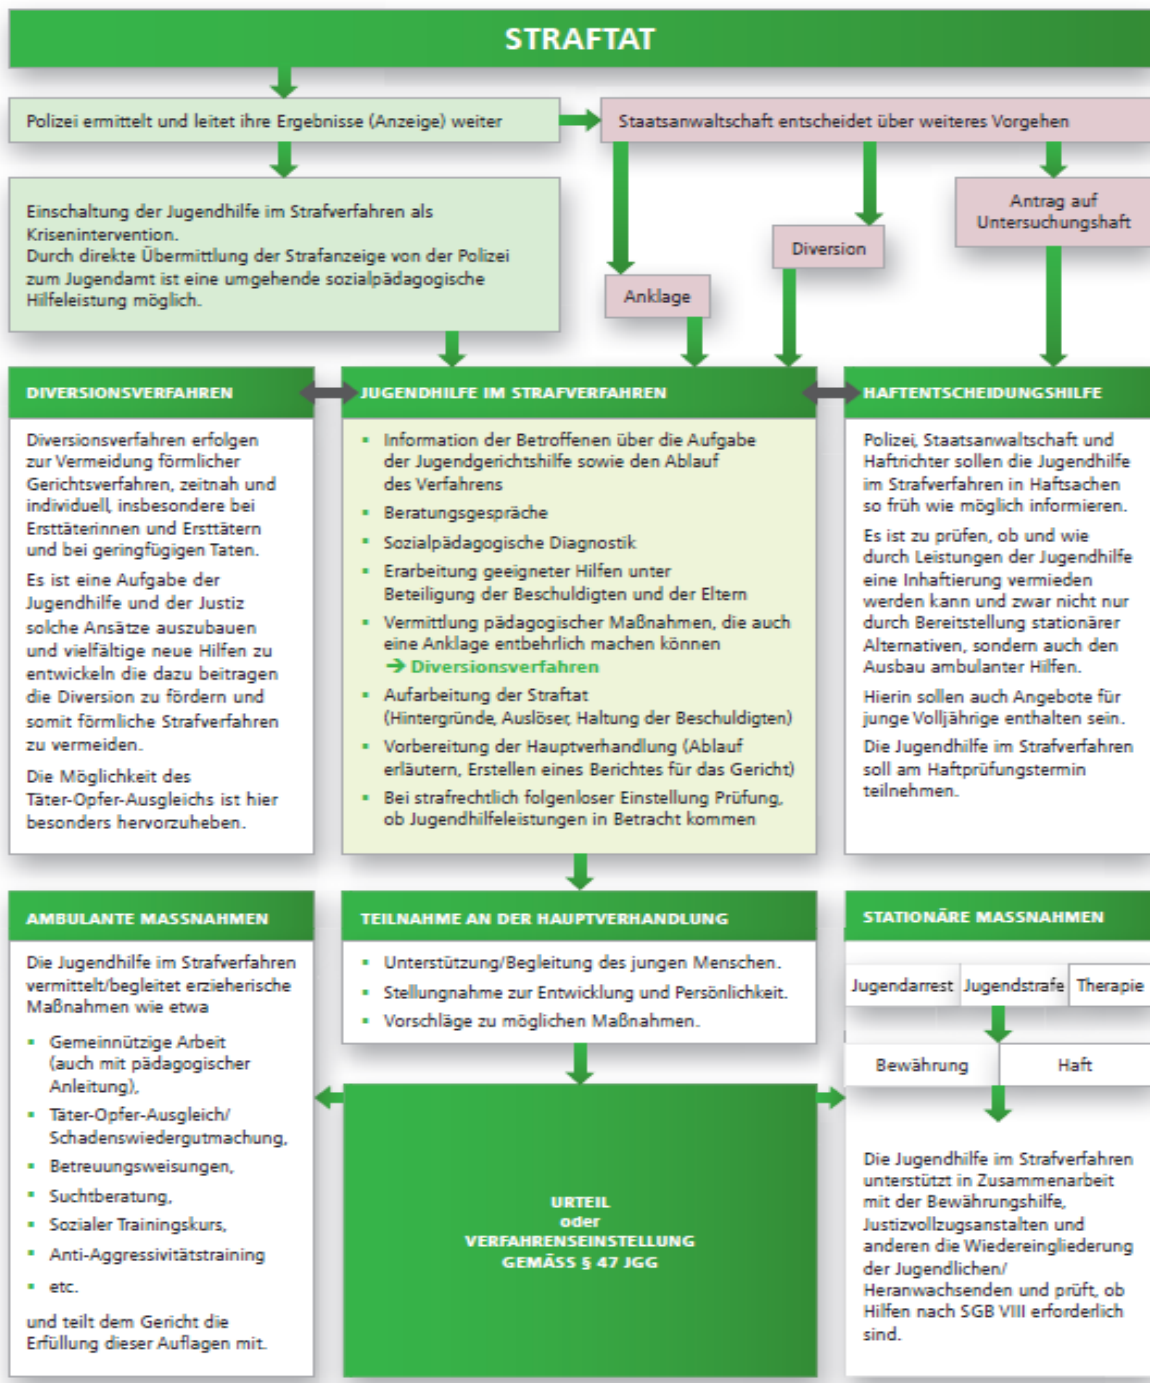 STRAFTAT
Polizei ermittelt und leitet ihre Ergebnisse (Anzeige) weiter
Staatsanwaltschaft entscheidet über weiteres Vorgehen
Einschaltung der Jugendhilfe im Strafverfahren als
Krisenintervention.
Durch direkte Übermittlung der Strafanzeige von der Polizei
zum Jugendamt ist eine umgehende sozialpädagogische
Hilfeleistung möglich.
Anklage
Diversion
Antrag auf
Untersuchungshaft
DIVERSIONSVERFAHREN
Diversionsverfahren erfolgen
zur Vermeidung förmlicher
Gerichtsverfahren, zeitnah und
individuell, insbesondere bei
Ersttäterinnen und Ersttätern
und bei geringfügigen Taten.
Es ist eine Aufgabe der
Jugendhilfe und der Justiz
solche Ansätze auszubauen
und vielfältige neue Hilfen zu
entwickeln die dazu beitragen
die Diversion zu fördern und
somit förmliche Strafverfahren
zu vermeiden.
Die Möglichkeit des
Täter-Opfer-Ausgleichs ist hier
besonders hervorzuheben.
JUGENDHILFE IM STRAFVERFAHREN
▪ Information der Betroffenen über die Aufgabe
der Jugendgerichtshilfe sowie den Ablauf
des Verfahrens
▪ Beratungsgespräche
▪ Sozialpädagogische Diagnostik
▪ Erarbeitung geeigneter Hilfen unter
Beteiligung der Beschuldigten und der Eltern
▪ Vermittlung pädagogischer Maßnahmen, die auch
eine Anklage entbehrlich machen können
➔ Diversionsverfahren
▪ Aufarbeitung der Straftat
(Hintergründe, Auslöser, Haltung der Beschuldigten)
▪ Vorbereitung der Hauptverhandlung (Ablauf
erläutern, Erstellen eines Berichtes für das Gericht)
▪ Bei strafrechtlich folgenloser Einstellung Prüfung,
ob Jugendhilfeleistungen in Betracht kommen
HAFTENTSCHEIDUNGSHILFE
Polizei, Staatsanwaltschaft und
Haftrichter sollen die Jugendhilfe
im Strafverfahren in Haftsachen
so früh wie möglich informieren.
Es ist zu prüfen, ob und wie
durch Leistungen der Jugendhilfe
eine Inhaftierung vermieden
werden kann und zwar nicht nur
durch Bereitstellung stationärer
Alternativen, sondern auch den
Ausbau ambulanter Hilfen.
Hierin sollen auch Angebote für
junge Volljährige enthalten sein.
Die Jugendhilfe im Strafverfahren
soll am Haftprüfungstermin
teilnehmen.
AMBULANTE MASSNAHMEN
Die Jugendhilfe im Strafverfahren
vermittelt/begleitet erzieherische
Maßnahmen wie etwa
▪ Gemeinnützige Arbeit
(auch mit pädagogischer
Anleitung),
▪ Täter-Opfer-Ausgleich/
Schadenswiedergutmachung,
▪ Betreuungsweisungen,
▪ Suchtberatung,
▪ Sozialer Trainingskurs,
▪ Anti-Aggressivitätstraining
▪ etc.
und teilt dem Gericht die
Erfüllung dieser Auflagen mit.
TEILNAHME AN DER HAUPTVERHANDLUNG
▪ Unterstützung/Begleitung des jungen Menschen.
▪ Stellungnahme zur Entwicklung und Persönlichkeit.
▪ Vorschläge zu möglichen Maßnahmen.
URTEIL
oder
VERFAHRENSEINSTELLUNG
GEMÄSS § 47 JGG
STATIONÄRE MASSNAHMEN
Jugendarrest Jugendstrafe Therapie
Bewährung Haft
Die Jugendhilfe im Strafverfahren
unterstützt in Zusammenarbeit
mit der Bewährungshilfe,
Justizvollzugsanstalten und
anderen die Wiedereingliederung
der Jugendlichen/
Heranwachsenden und prüft, ob
Hilfen nach SGB VIII erforderlich
sind.